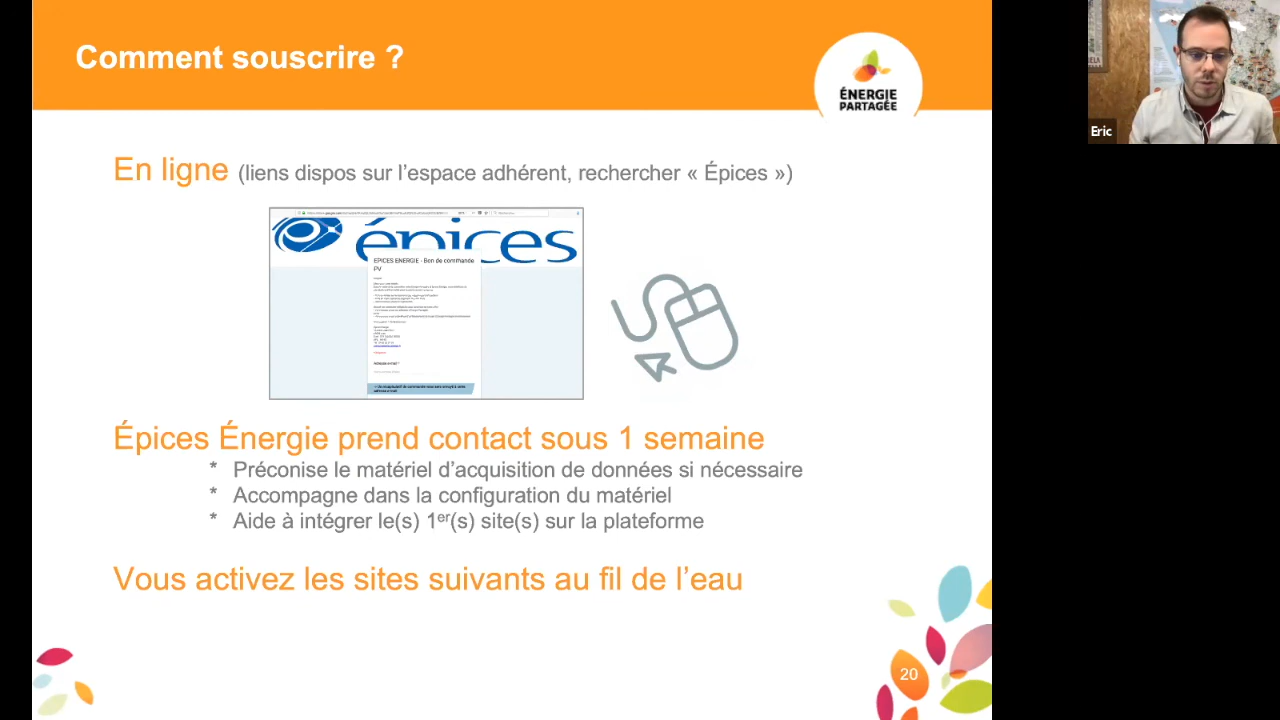 Comment souscrire ?
ÉNERGIE
PARTAGÉE
Eric
En ligne (liens dispos sur l’espace adhérent, rechercher « Épices »)
épices
EPICES ENERGIE - Bon de commande
PV
Épices Énergie prend contact sous 1 semaine
* Préconise le matériel d’acquisition de données si nécessaire
* Accompagne dans la configuration du matériel
* Aide à intégrer le(s) 1er(s) site(s) sur la plateforme
Vous activez les sites suivants au fil de l’eau
20